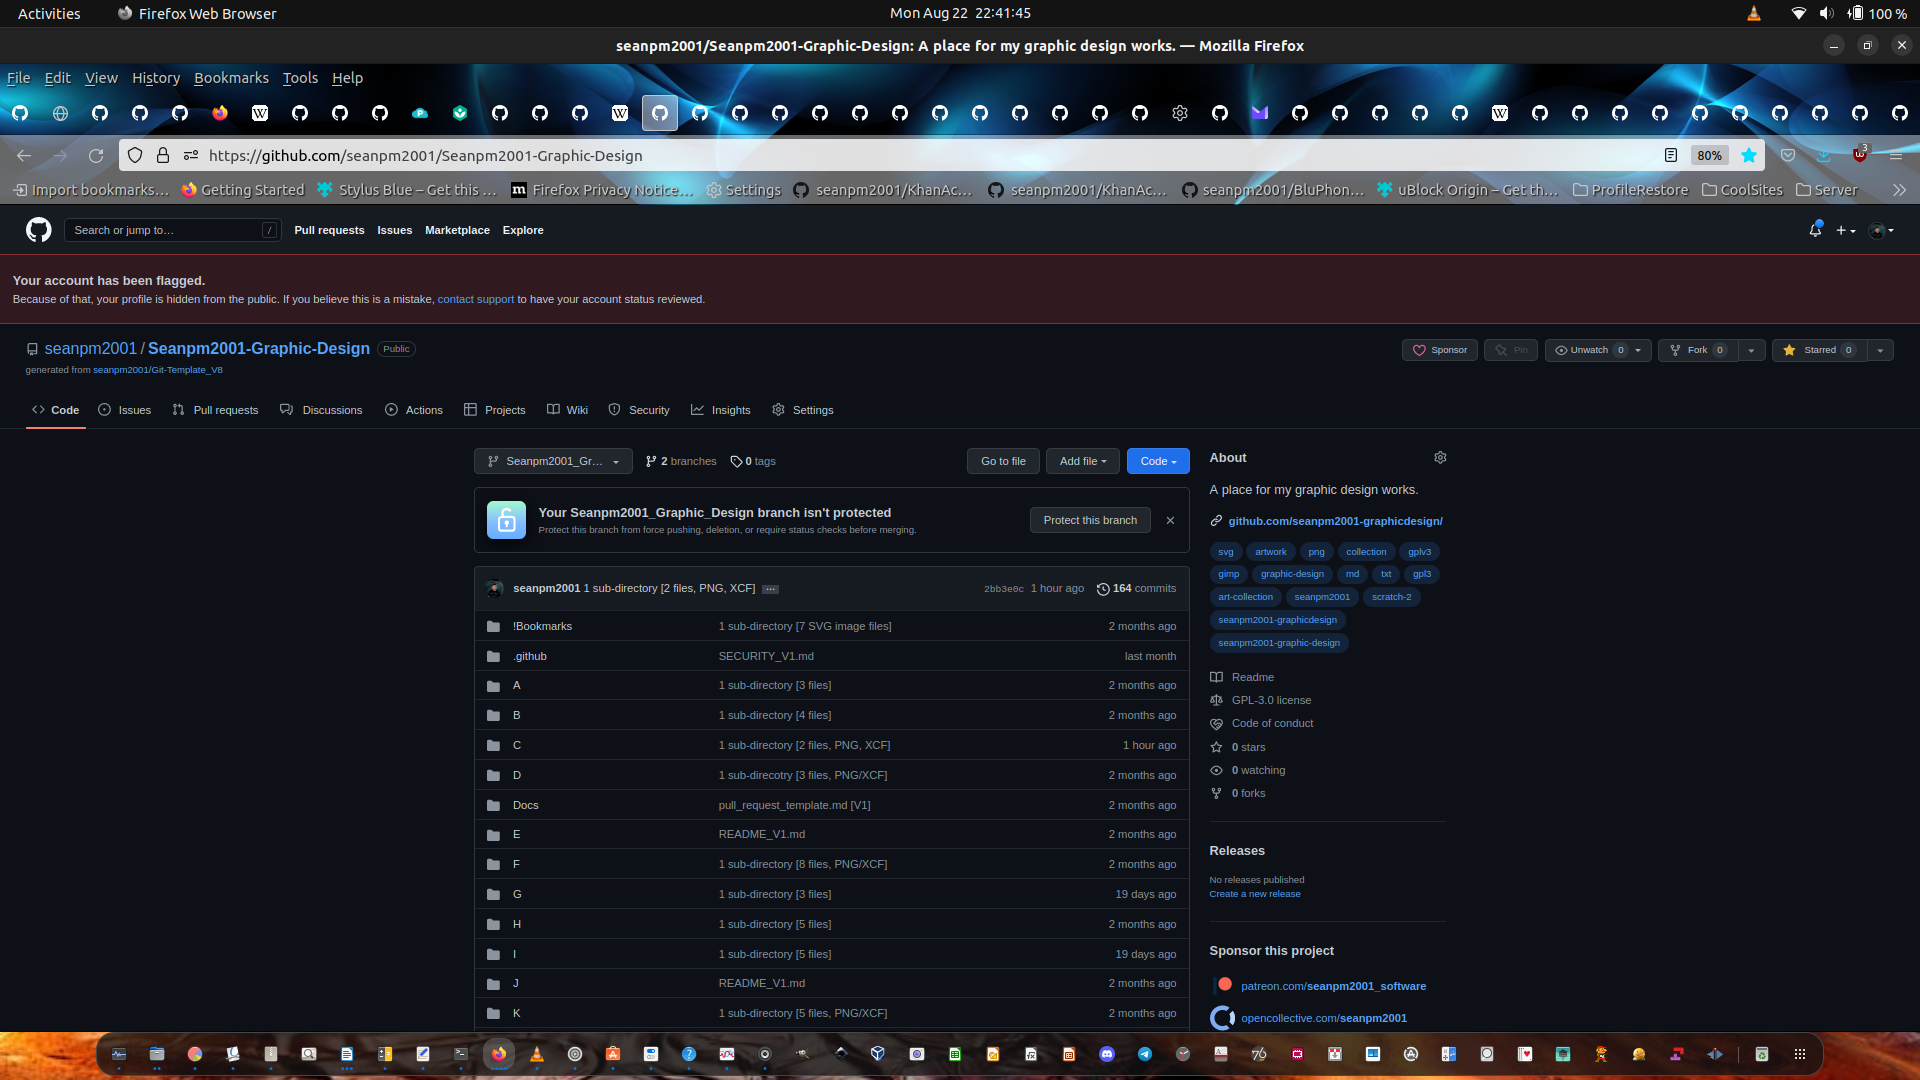 Activities Firefox Web Browser Mon Aug 22 22:41:45 100 %
seanpm2001/Seanpm2001-Graphic-Design: A place for my graphic design works. — Mozilla Firefox
File Edit View History Bookmarks Tools Help
https://github.com/seanpm2001/Seanpm2001-Graphic-Design 80% 3
Import bookmarks... Getting Started Stylus Blue – Get this ... Firefox Privacy Notice... Settings seanpm2001/KhanAc... seanpm2001/KhanAc... seanpm2001/BluPhon... uBlock Origin – Get th... ProfileRestore CoolSites Server
Search or jump to... / Pull requests Issues Marketplace Explore
Your account has been flagged.
Because of that, your profile is hidden from the public. If you believe this is a mistake, contact support to have your account status reviewed.
seanpm2001 / Seanpm2001-Graphic-Design Public Sponsor Pin Unwatch 0 Fork 0 Starred 0
generated from seanpm2001/Git-Template_V8
Code Issues Pull requests Discussions Actions Projects Wiki Security Insights Settings
Seanpm2001_Gr... 2 branches 0 tags Go to file Add file Code
Your Seanpm2001_Graphic_Design branch isn't protected
Protect this branch from force pushing, deletion, or require status checks before merging.
Protect this branch
seanpm2001 1 sub-directory [2 files, PNG, XCF] ... 2bb3e0c 1 hour ago 164 commits
!Bookmarks 1 sub-directory [7 SVG image files] 2 months ago
.github SECURITY_V1.md last month
A 1 sub-directory [3 files] 2 months ago
B 1 sub-directory [4 files] 2 months ago
C 1 sub-directory [2 files, PNG, XCF] 1 hour ago
D 1 sub-direcotry [3 files, PNG/XCF] 2 months ago
Docs pull_request_template.md [V1] 2 months ago
E README_V1.md 2 months ago
F 1 sub-directory [8 files, PNG/XCF] 2 months ago
G 1 sub-directory [3 files] 19 days ago
H 1 sub-directory [5 files] 2 months ago
I 1 sub-directory [5 files] 19 days ago
J README_V1.md 2 months ago
K 1 sub-directory [5 files, PNG/XCF] 2 months ago
About
A place for my graphic design works.
github.com/seanpm2001-graphicdesign/
svg artwork png collection gplv3
gimp graphic-design md txt gpl3
art-collection seanpm2001 scratch-2
seanpm2001-graphicdesign
seanpm2001-graphic-design
Readme
GPL-3.0 license
Code of conduct
0 stars
0 watching
0 forks
Releases
No releases published
Create a new release
Sponsor this project
patreon.com/seanpm2001_software
opencollective.com/seanpm2001